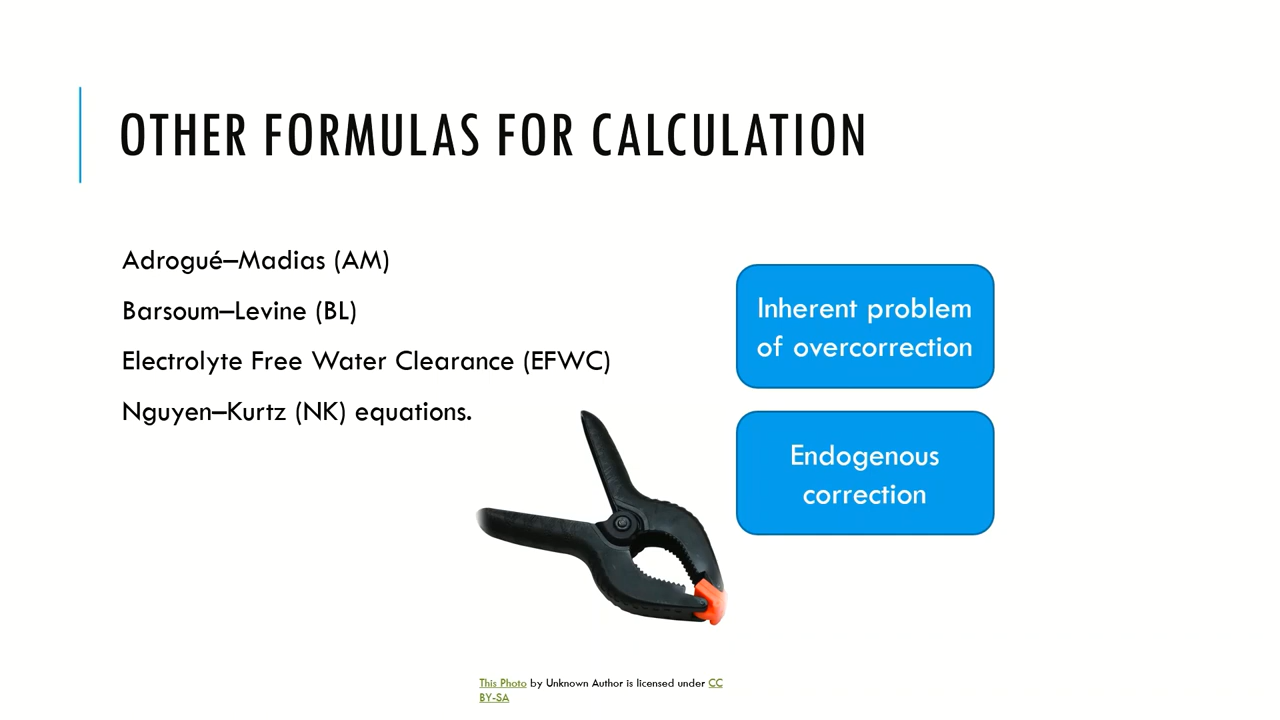 OTHER FORMULAS FOR CALCULATION
Adrogué–Madias (AM)
Barsoum–Levine (BL)
Electrolyte Free Water Clearance (EFWC)
Nguyen–Kurtz (NK) equations.
Inherent problem
of overcorrection
Endogenous
correction
This Photo by Unknown Author is licensed under CC
BY-SA